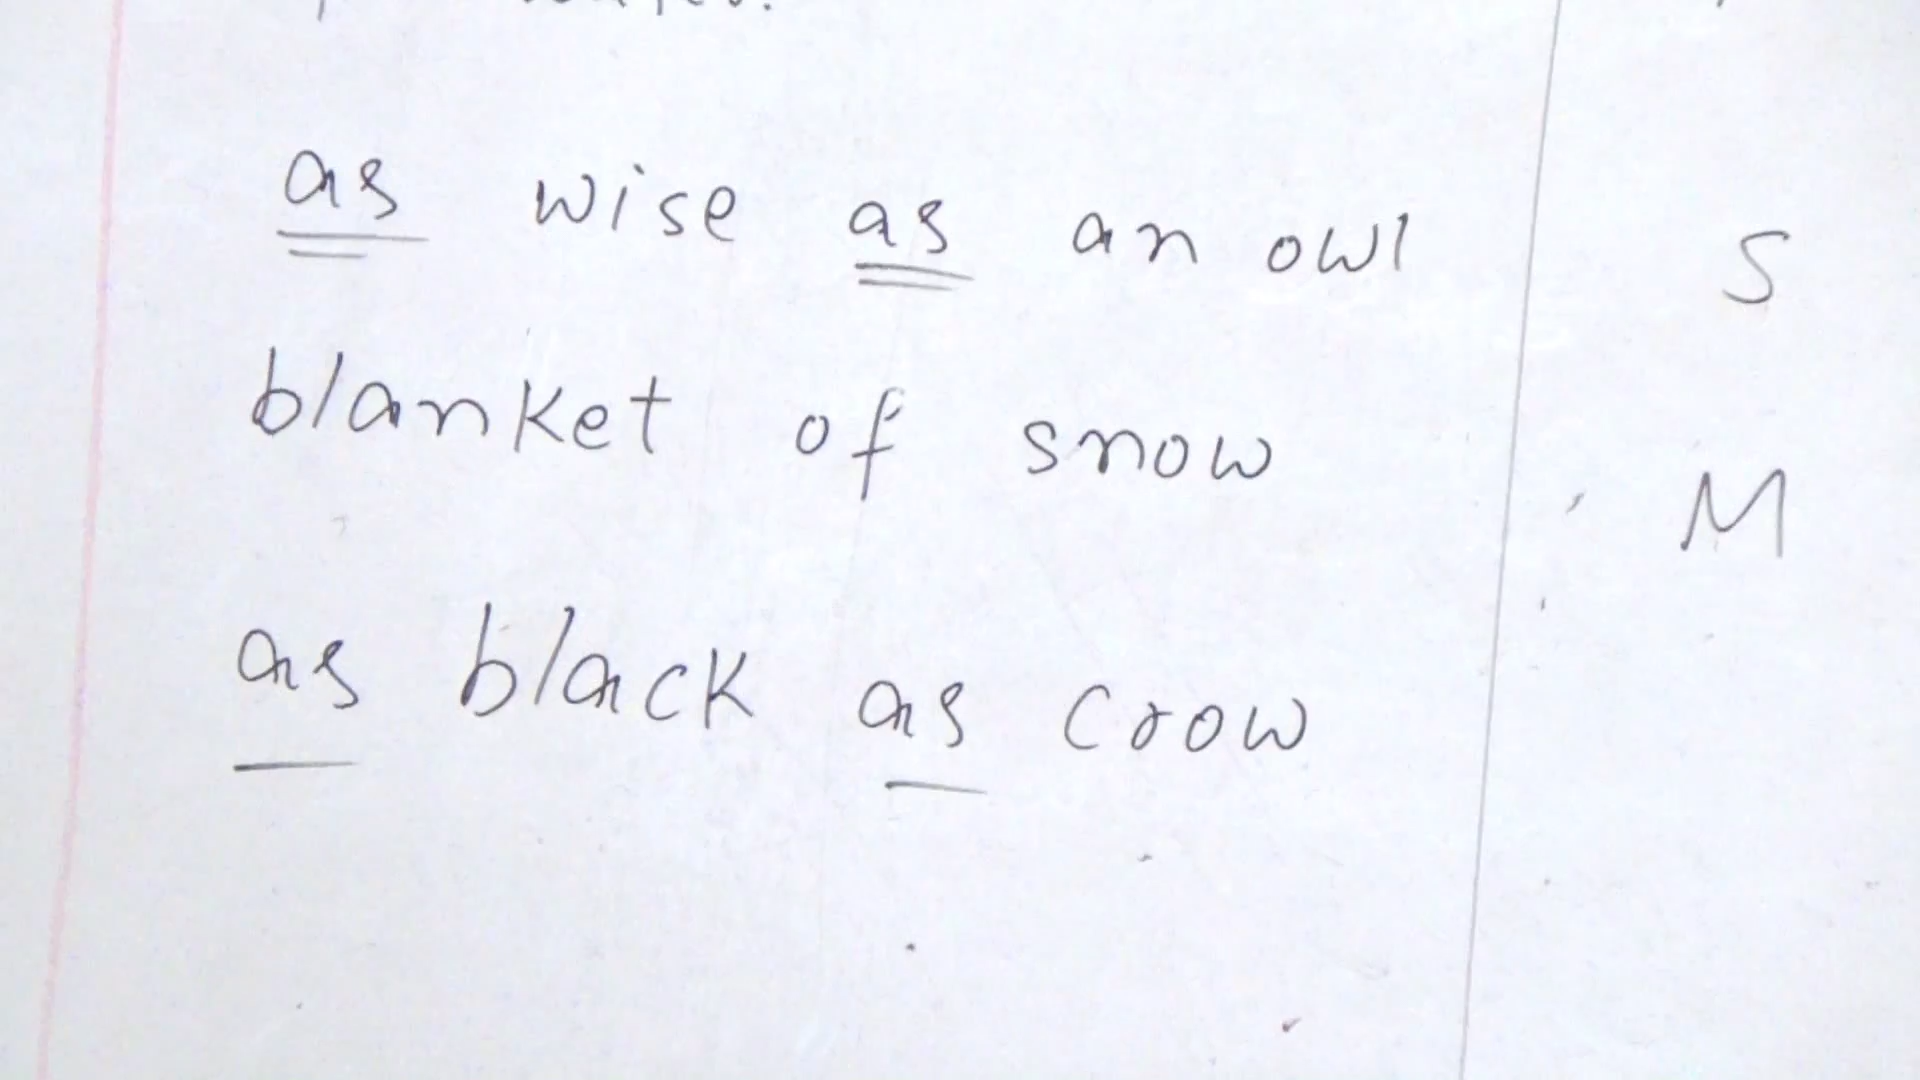 as wise as an owl S
blanket of snow M
as black as crow